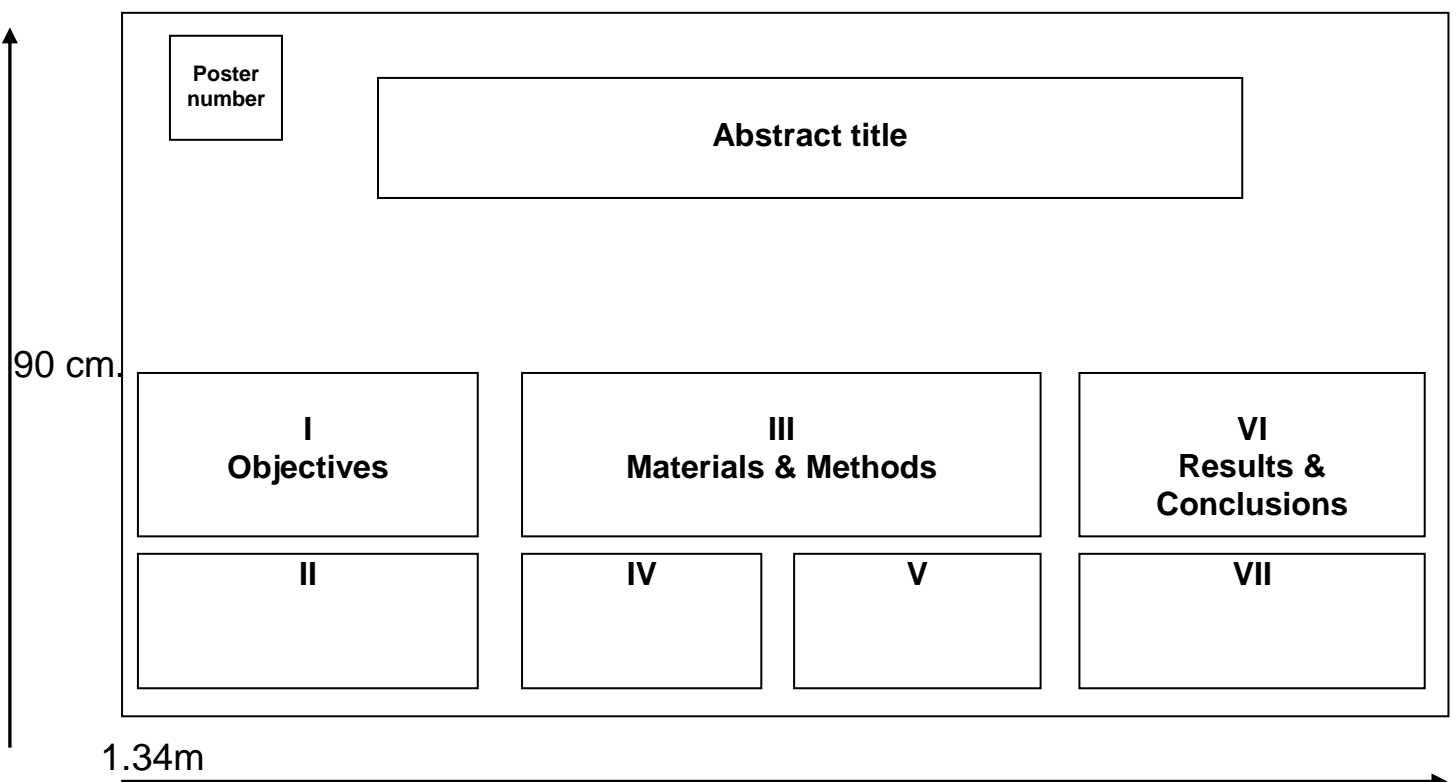 Poster
number
Abstract title
90 cm.
I
Objectives
III
Materials & Methods
VI
Results &
Conclusions
II
IV
V
VII
1.34m